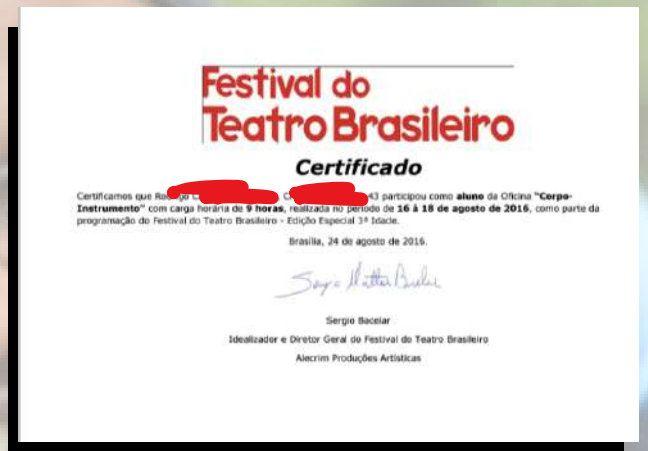 Festival do
Teatro Brasileiro
Certificado
Certificamos que C 43 participou como aluno da Oficina "Corpo-
Instrumento" com carga horária de 9 horas, realizada no período de 16 à 18 de agosto de 2016, como parte da
programação do Festival do Teatro Brasileiro - Edição Especial 3ª Idade.
Brasília, 24 de agosto de 2016.
Sergio Bacelar
Idealizador e Diretor Geral do Festival do Teatro Brasileiro
Alecrim Produções Artísticas